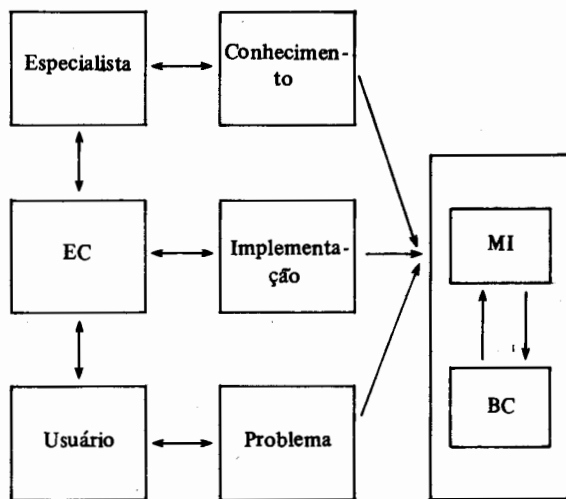 Especialista
Conhecimen-
to
EC
Implementa-
ção
MI
Usuário
Problema
BC